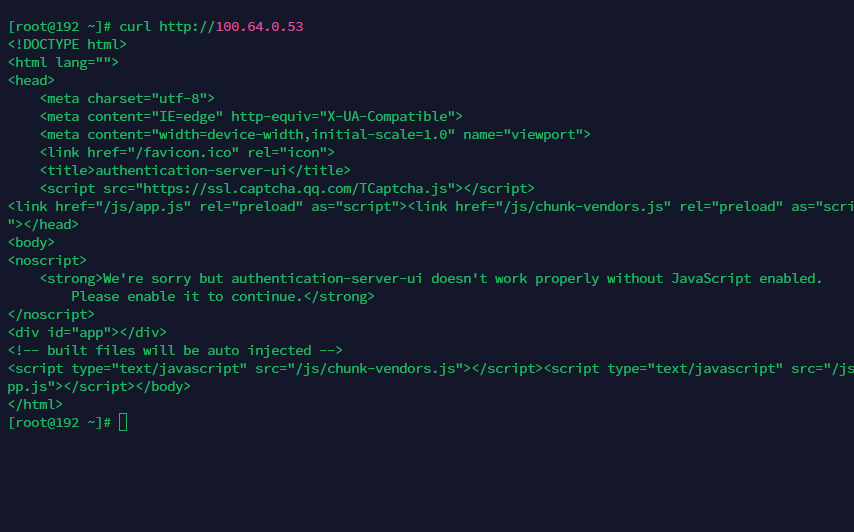 [root@192 ~]# curl http://100.64.0.53
<!DOCTYPE html>
<html lang="">
<head>
    <meta charset="utf-8">
    <meta content="IE=edge" http-equiv="X-UA-Compatible">
    <meta content="width=device-width,initial-scale=1.0" name="viewport">
    <link href="/favicon.ico" rel="icon">
    <title>authentication-server-ui</title>
    <script src="https://ssl.captcha.qq.com/TCaptcha.js"></script>
<link href="/js/app.js" rel="preload" as="script"><link href="/js/chunk-vendors.js" rel="preload" as="scri
"></head>
<body>
<noscript>
    <strong>We're sorry but authentication-server-ui doesn't work properly without JavaScript enabled.
        Please enable it to continue.</strong>
</noscript>
<div id="app"></div>
<!-- built files will be auto injected -->
<script type="text/javascript" src="/js/chunk-vendors.js"></script><script type="text/javascript" src="/js
pp.js"></script></body>
</html>
[root@192 ~]#